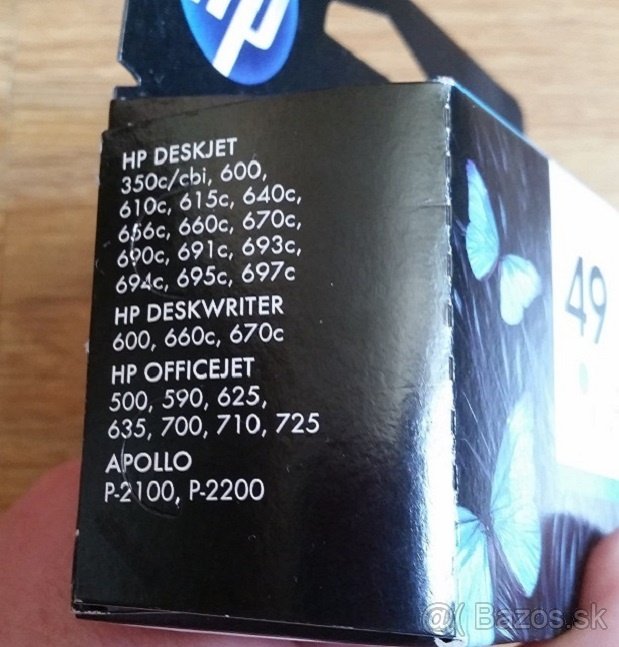 hp
HP DESKJET
350c/cbi, 600,
610c, 615c, 640c,
656c, 660c, 670c,
690c, 691c, 693c,
694c, 695c, 697c
HP DESKWRITER
600, 660c, 670c
HP OFFICEJET
500, 590, 625,
635, 700, 710, 725
APOLLO
P-2100, P-2200
49
@( Bazos.sk